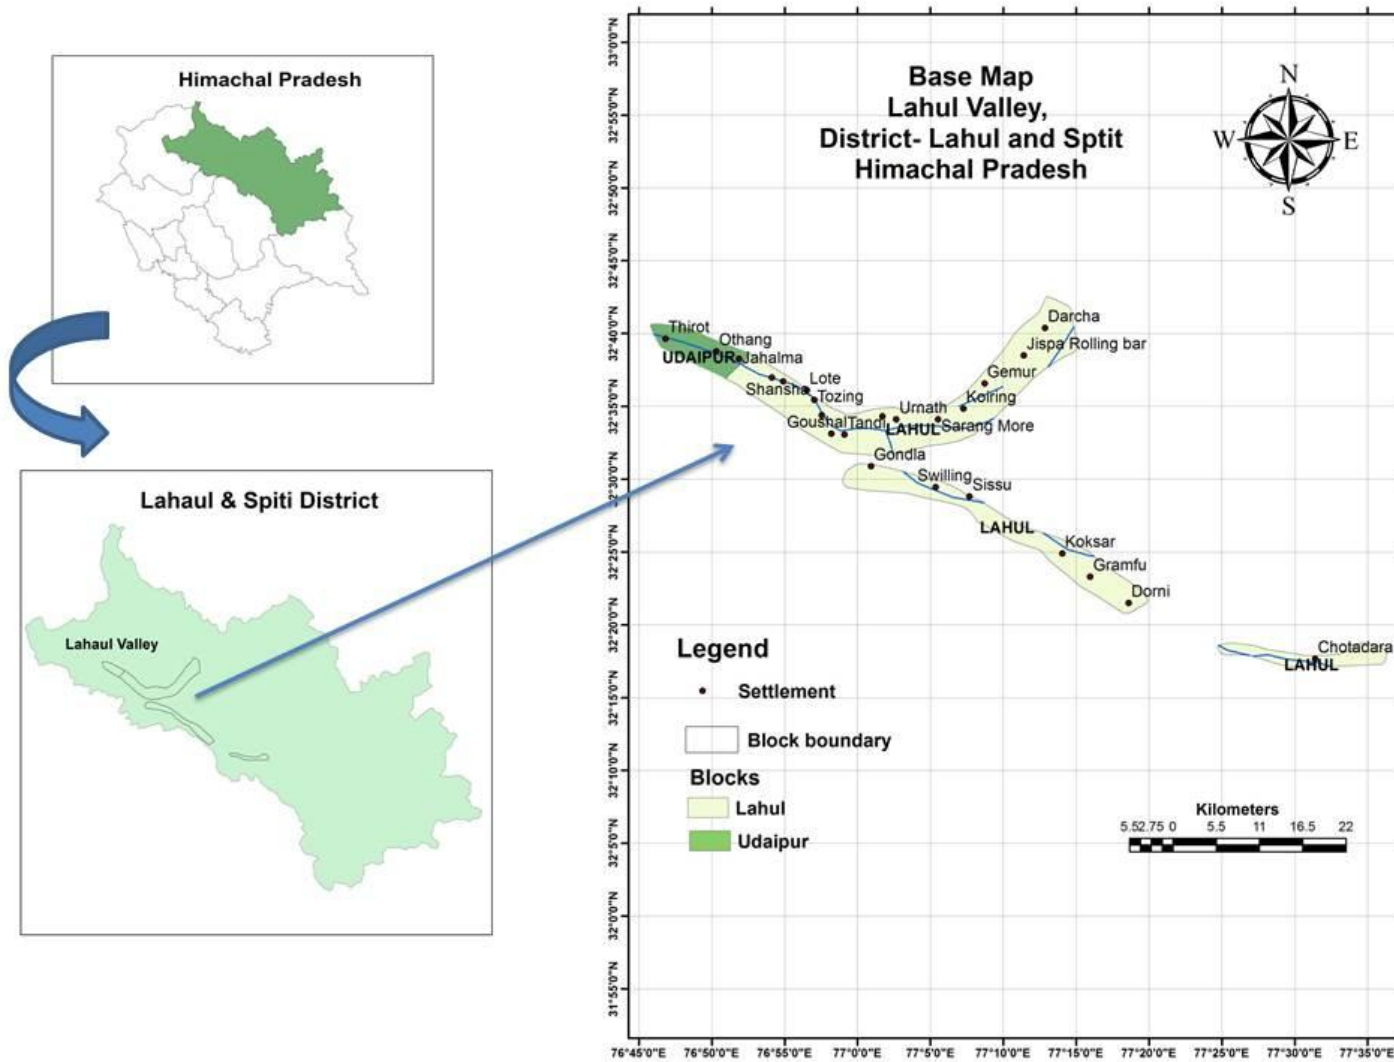 Himachal Pradesh
Lahaul & Spiti District
Lahaul Valley
Base Map
Lahul Valley,
District- Lahul and Sptit
Himachal Pradesh
N
W
E
S
33°0'0"N
32°55'0"N
32°50'0"N
32°45'0"N
32°40'0"N
32°35'0"N
32°30'0"N
32°25'0"N
32°20'0"N
32°15'0"N
32°10'0"N
32°5'0"N
32°0'0"N
31°55'0"N
Thirot
Othang
UDAIPUR
Jahalma
Shansha
Lote
Tozing
Goushal
Tandi
Urnath
LAHUL
Sarang More
Koiring
Gemur
Jispa Rolling bar
Darcha
Gondla
Swilling
Sissu
LAHUL
Koksar
Gramfu
Dorni
Chotadara
LAHUL
Legend
Settlement
Block boundary
Blocks
Lahul
Udaipur
Kilometers
5.52.75 0 5.5 11 16.5 22
76°45'0"E 76°50'0"E 76°55'0"E 77°0'0"E 77°5'0"E 77°10'0"E 77°15'0"E 77°20'0"E 77°25'0"E 77°30'0"E 77°35'0"E